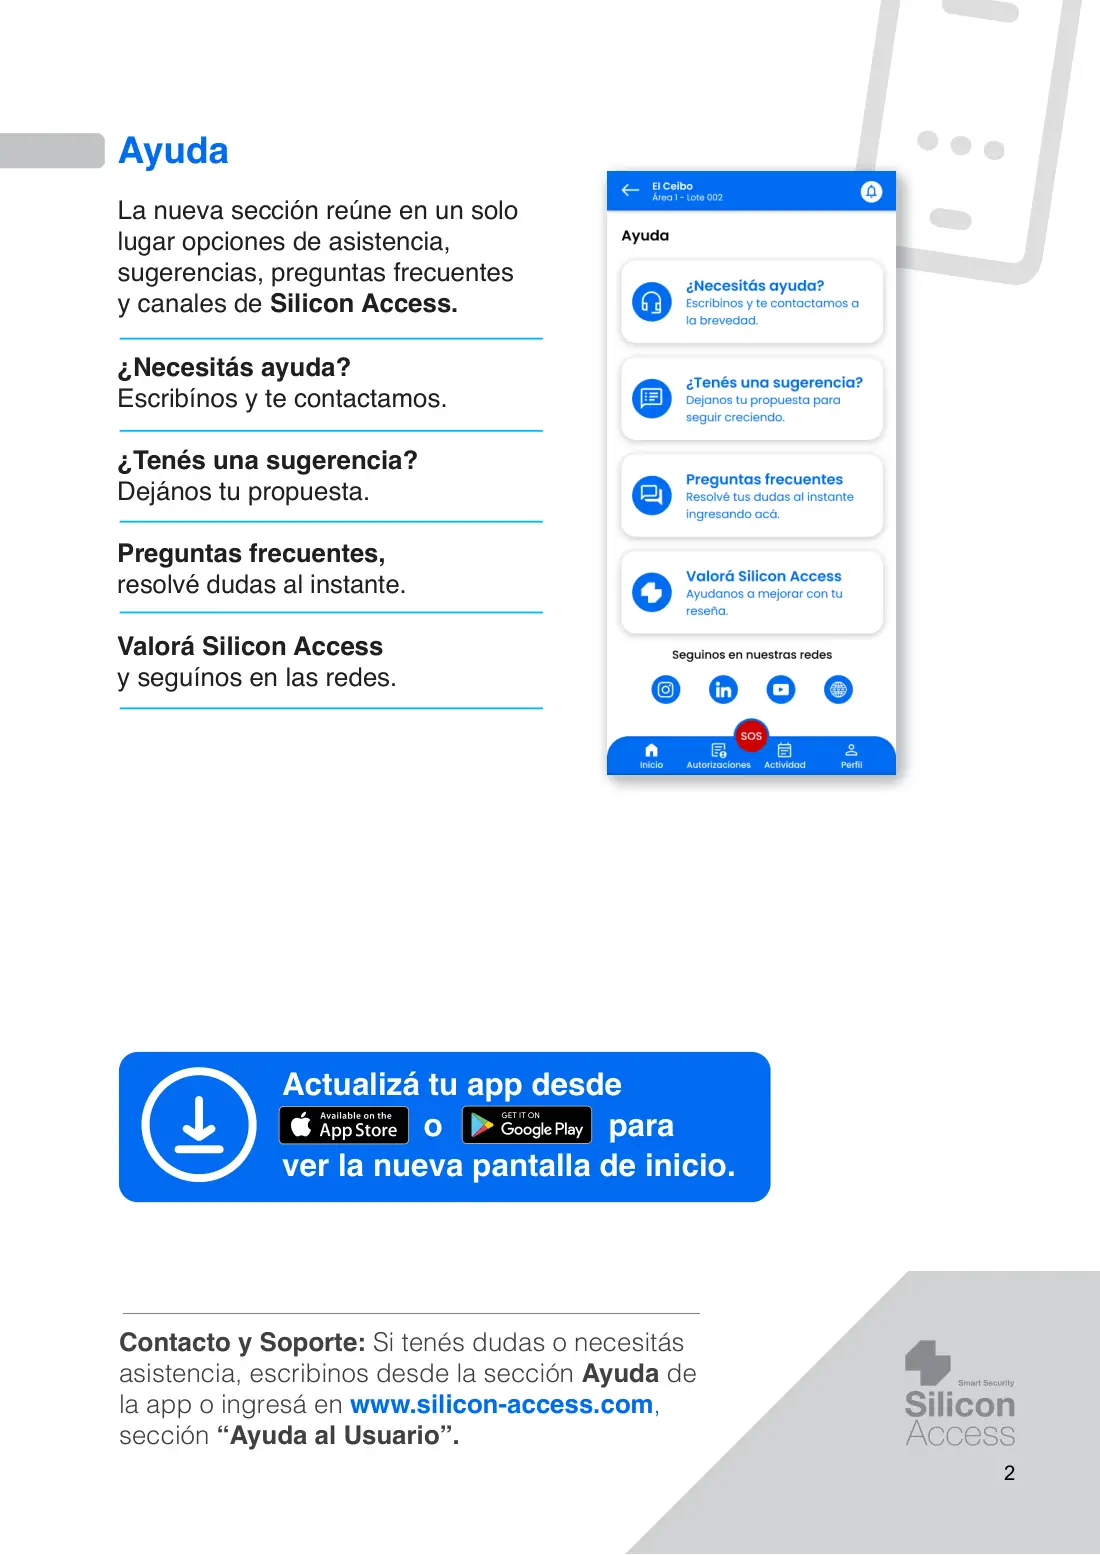 Ayuda
La nueva sección reúne en un solo
lugar opciones de asistencia,
sugerencias, preguntas frecuentes
y canales de Silicon Access.
¿Necesitás ayuda?
Escribínos y te contactamos.
¿Tenés una sugerencia?
Dejános tu propuesta.
Preguntas frecuentes,
resolvé dudas al instante.
Valorá Silicon Access
y seguínos en las redes.
El Ceibo
Área 1 - Lote 002
Ayuda
¿Necesitás ayuda?
Escribinos y te contactamos a
la brevedad.
¿Tenés una sugerencia?
Dejanos tu propuesta para
seguir creciendo.
Preguntas frecuentes
Resolvé tus dudas al instante
ingresando acá.
Valorá Silicon Access
Ayudanos a mejorar con tu
reseña.
Seguinos en nuestras redes
SOS
Inicio
Autorizaciones
Actividad
Perfil
Actualizá tu app desde
Available on the
App Store
o
GET IT ON
Google Play
para
ver la nueva pantalla de inicio.
Contacto y Soporte: Si tenés dudas o necesitás
asistencia, escribinos desde la sección Ayuda de
la app o ingresá en www.silicon-access.com,
sección “Ayuda al Usuario”.
Smart Security
Silicon
Access
2